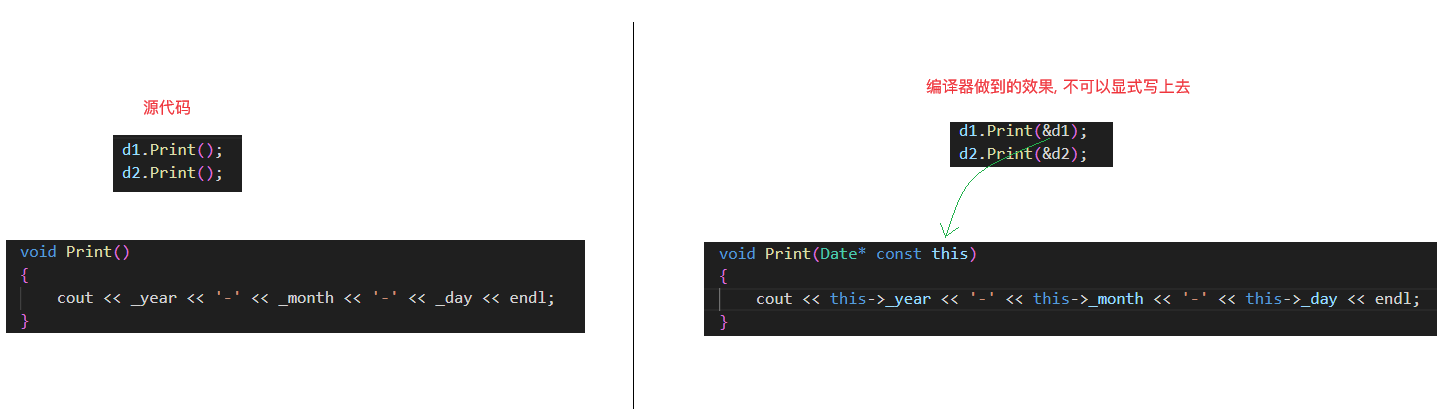 源代码
d1.Print();
d2.Print();
void Print()
{
    cout << _year << '-' << _month << '-' << _day << endl;
}
编译器做到的效果, 不可以显式写上去
d1.Print(&d1);
d2.Print(&d2);
void Print(Date* const this)
{
    cout << this->_year << '-' << this->_month << '-' << this->_day << endl;
}